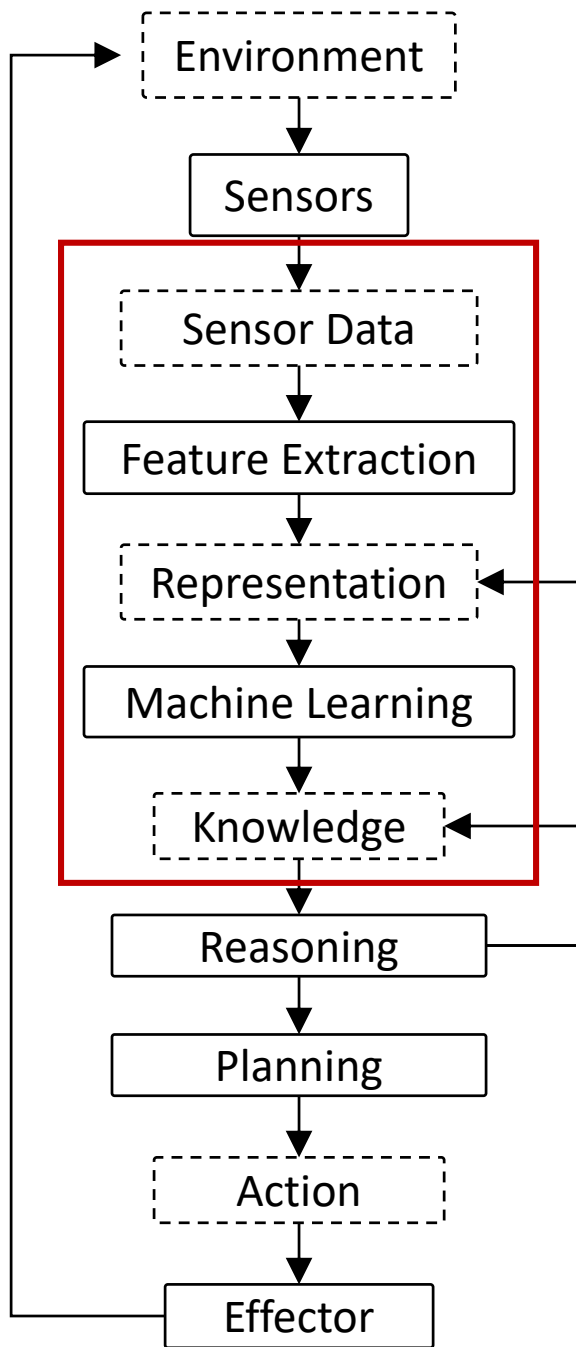 Environment
Sensors
Sensor Data
Feature Extraction
Representation
Machine Learning
Knowledge
Reasoning
Planning
Action
Effector